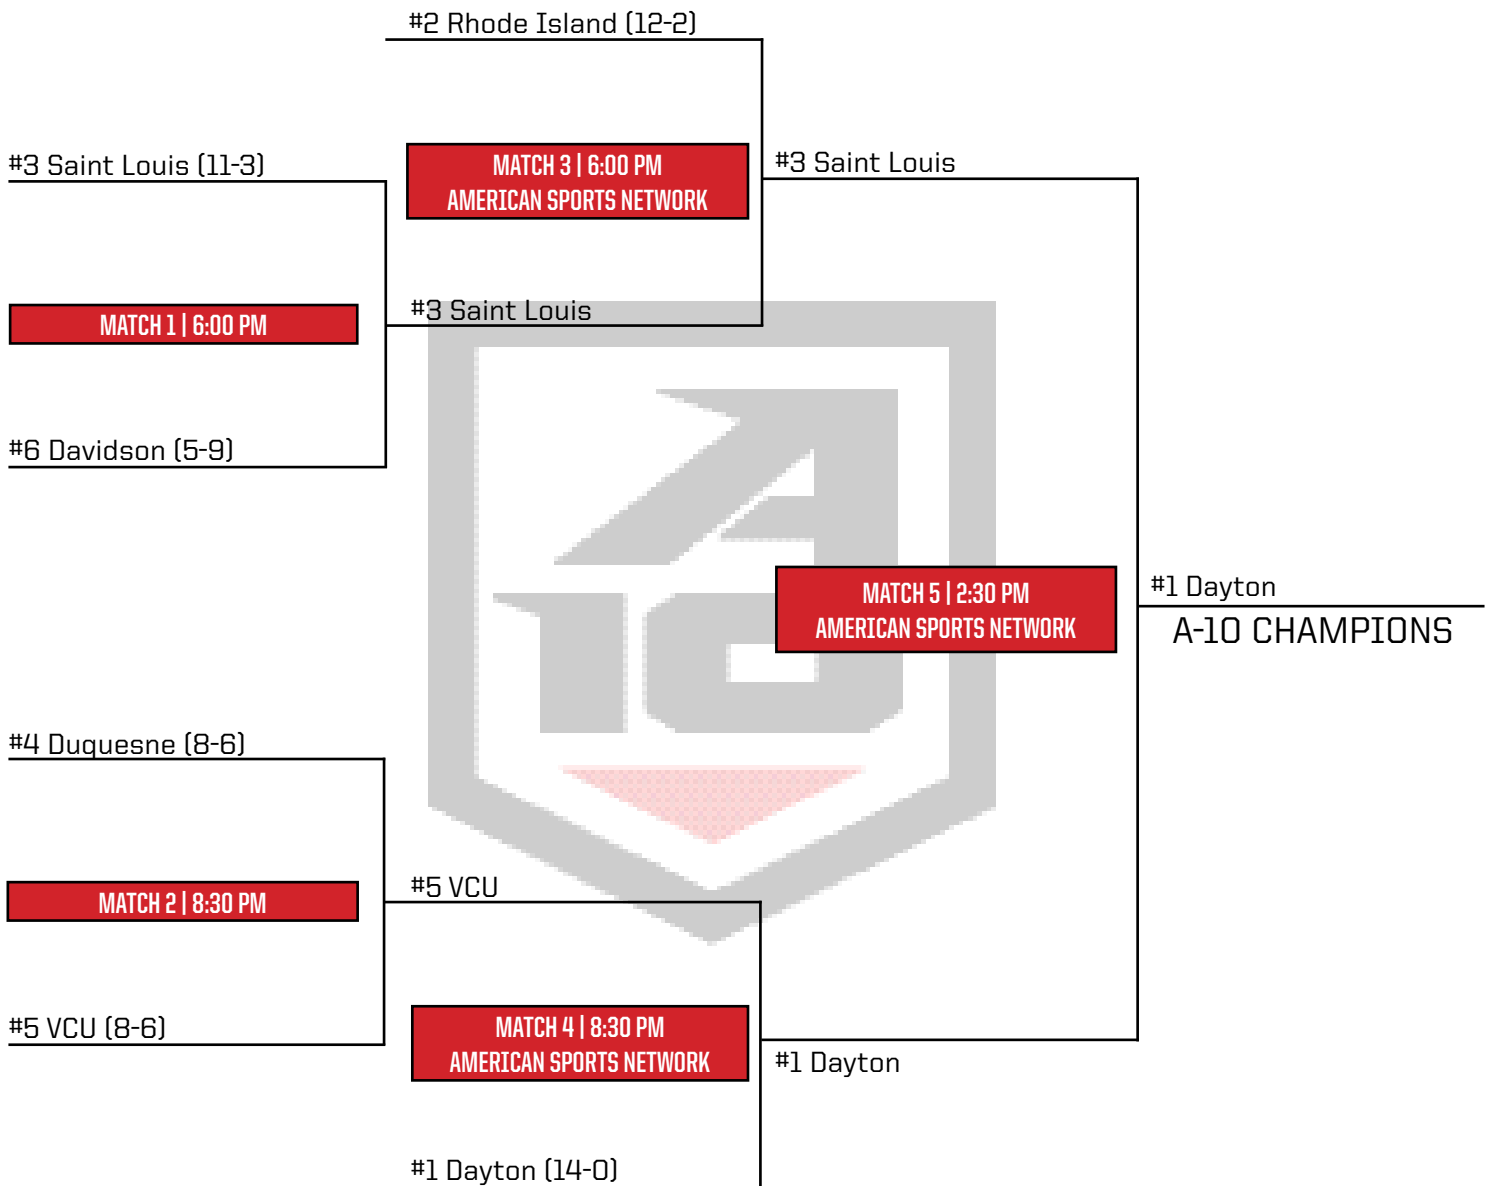 #2 Rhode Island (12-2)
#3 Saint Louis (11-3)
MATCH 3 | 6:00 PM
AMERICAN SPORTS NETWORK
#3 Saint Louis
MATCH 1 | 6:00 PM
#3 Saint Louis
#6 Davidson (5-9)
A10
MATCH 5 | 2:30 PM
AMERICAN SPORTS NETWORK
#1 Dayton
A-10 CHAMPIONS
#4 Duquesne (8-6)
MATCH 2 | 8:30 PM
#5 VCU
#5 VCU (8-6)
MATCH 4 | 8:30 PM
AMERICAN SPORTS NETWORK
#1 Dayton
#1 Dayton (14-0)